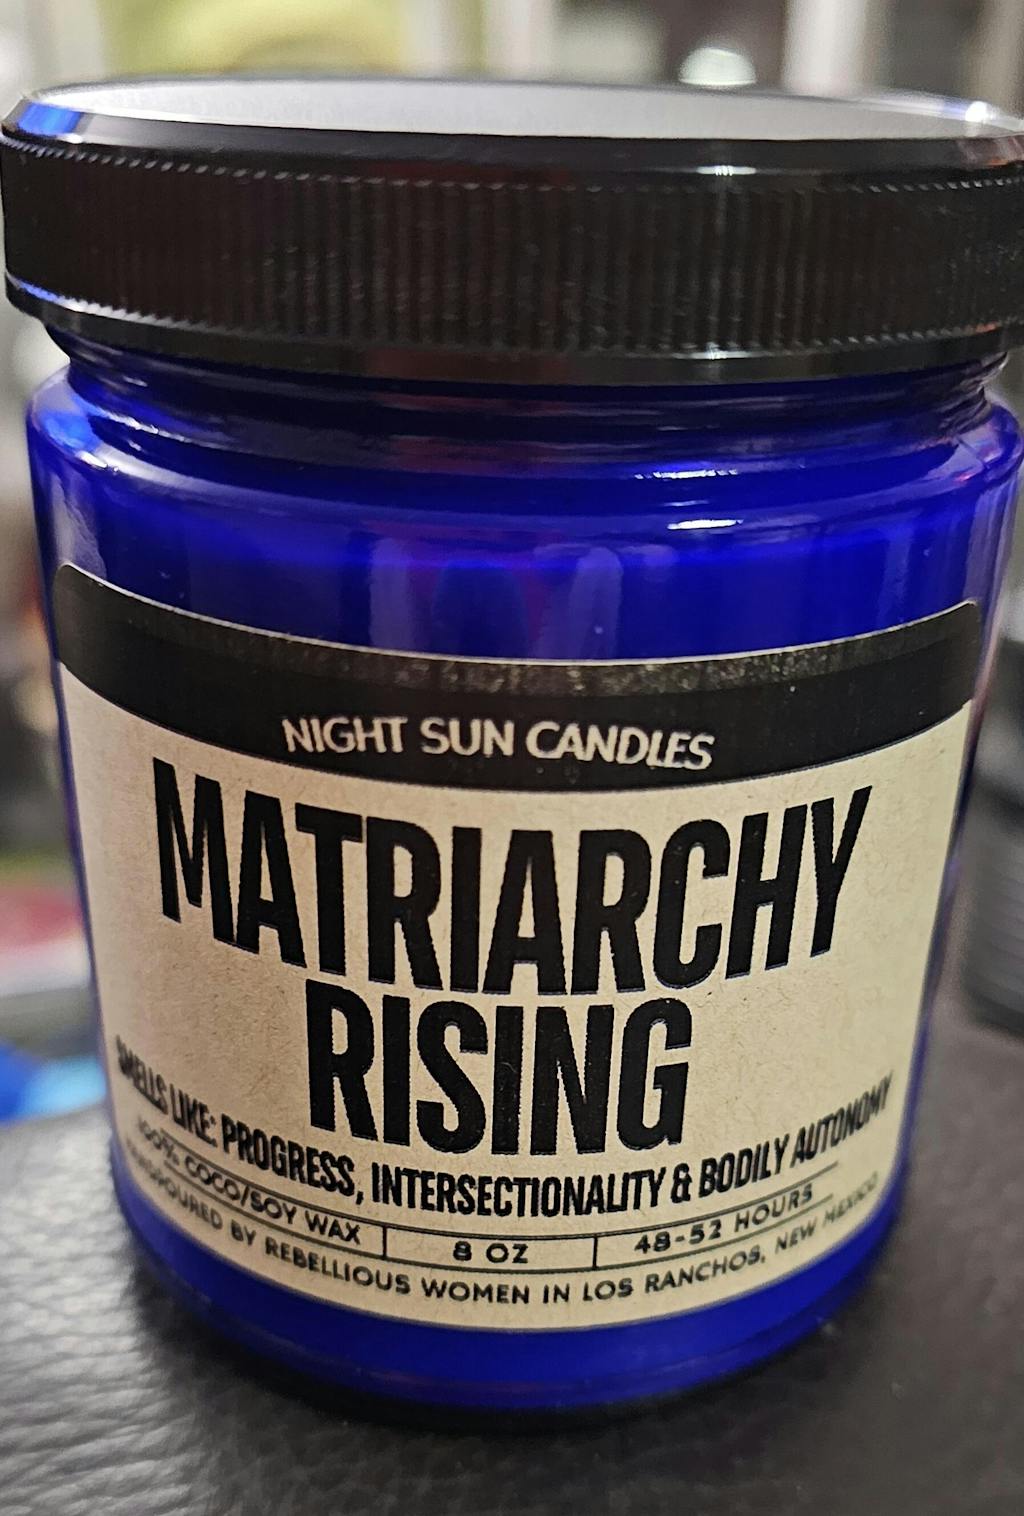 NIGHT SUN CANDLES
MATRIARCHY
RISING
SMELLS LIKE: PROGRESS, INTERSECTIONALITY & BODILY AUTONOMY
100% COCO/SOY WAX 8 OZ 48-52 HOURS
HANDPOURED BY REBELLIOUS WOMEN IN LOS RANCHOS, NEW MEXICO